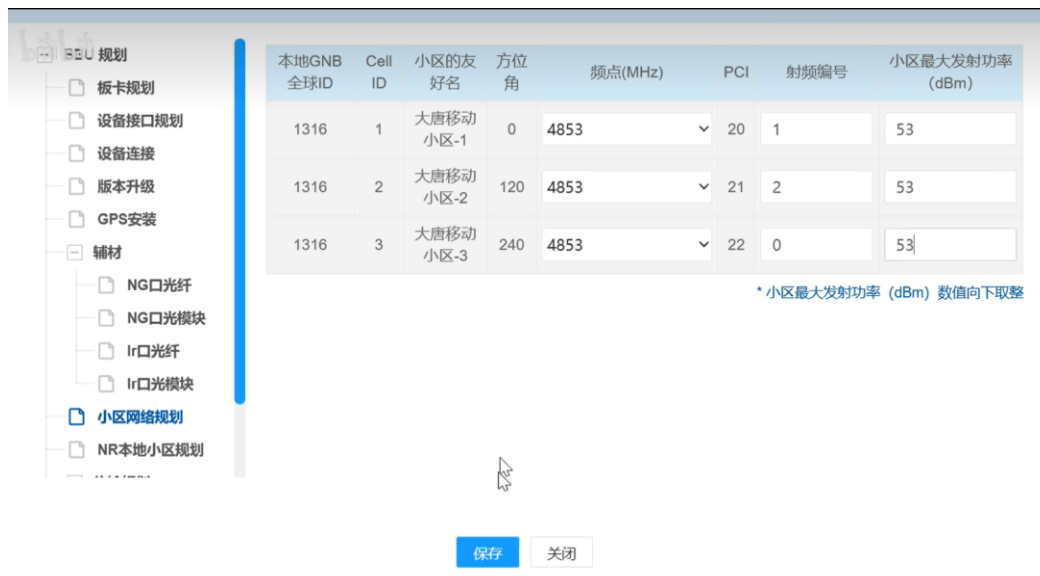 BBU 规划
板卡规划
设备接口规划
设备连接
版本升级
GPS安装
辅材
NG口光纤
NG口光模块
Ir口光纤
Ir口光模块
小区网络规划
NR本地小区规划
本地GNB
全球ID
Cell
ID
小区的友
好名
方位
角
频点(MHz)
PCI
射频编号
小区最大发射功率
(dBm)
1316
1
大唐移动
小区-1
0
4853
20
1
53
1316
2
大唐移动
小区-2
120
4853
21
2
53
1316
3
大唐移动
小区-3
240
4853
22
0
53
* 小区最大发射功率 (dBm) 数值向下取整
保存
关闭